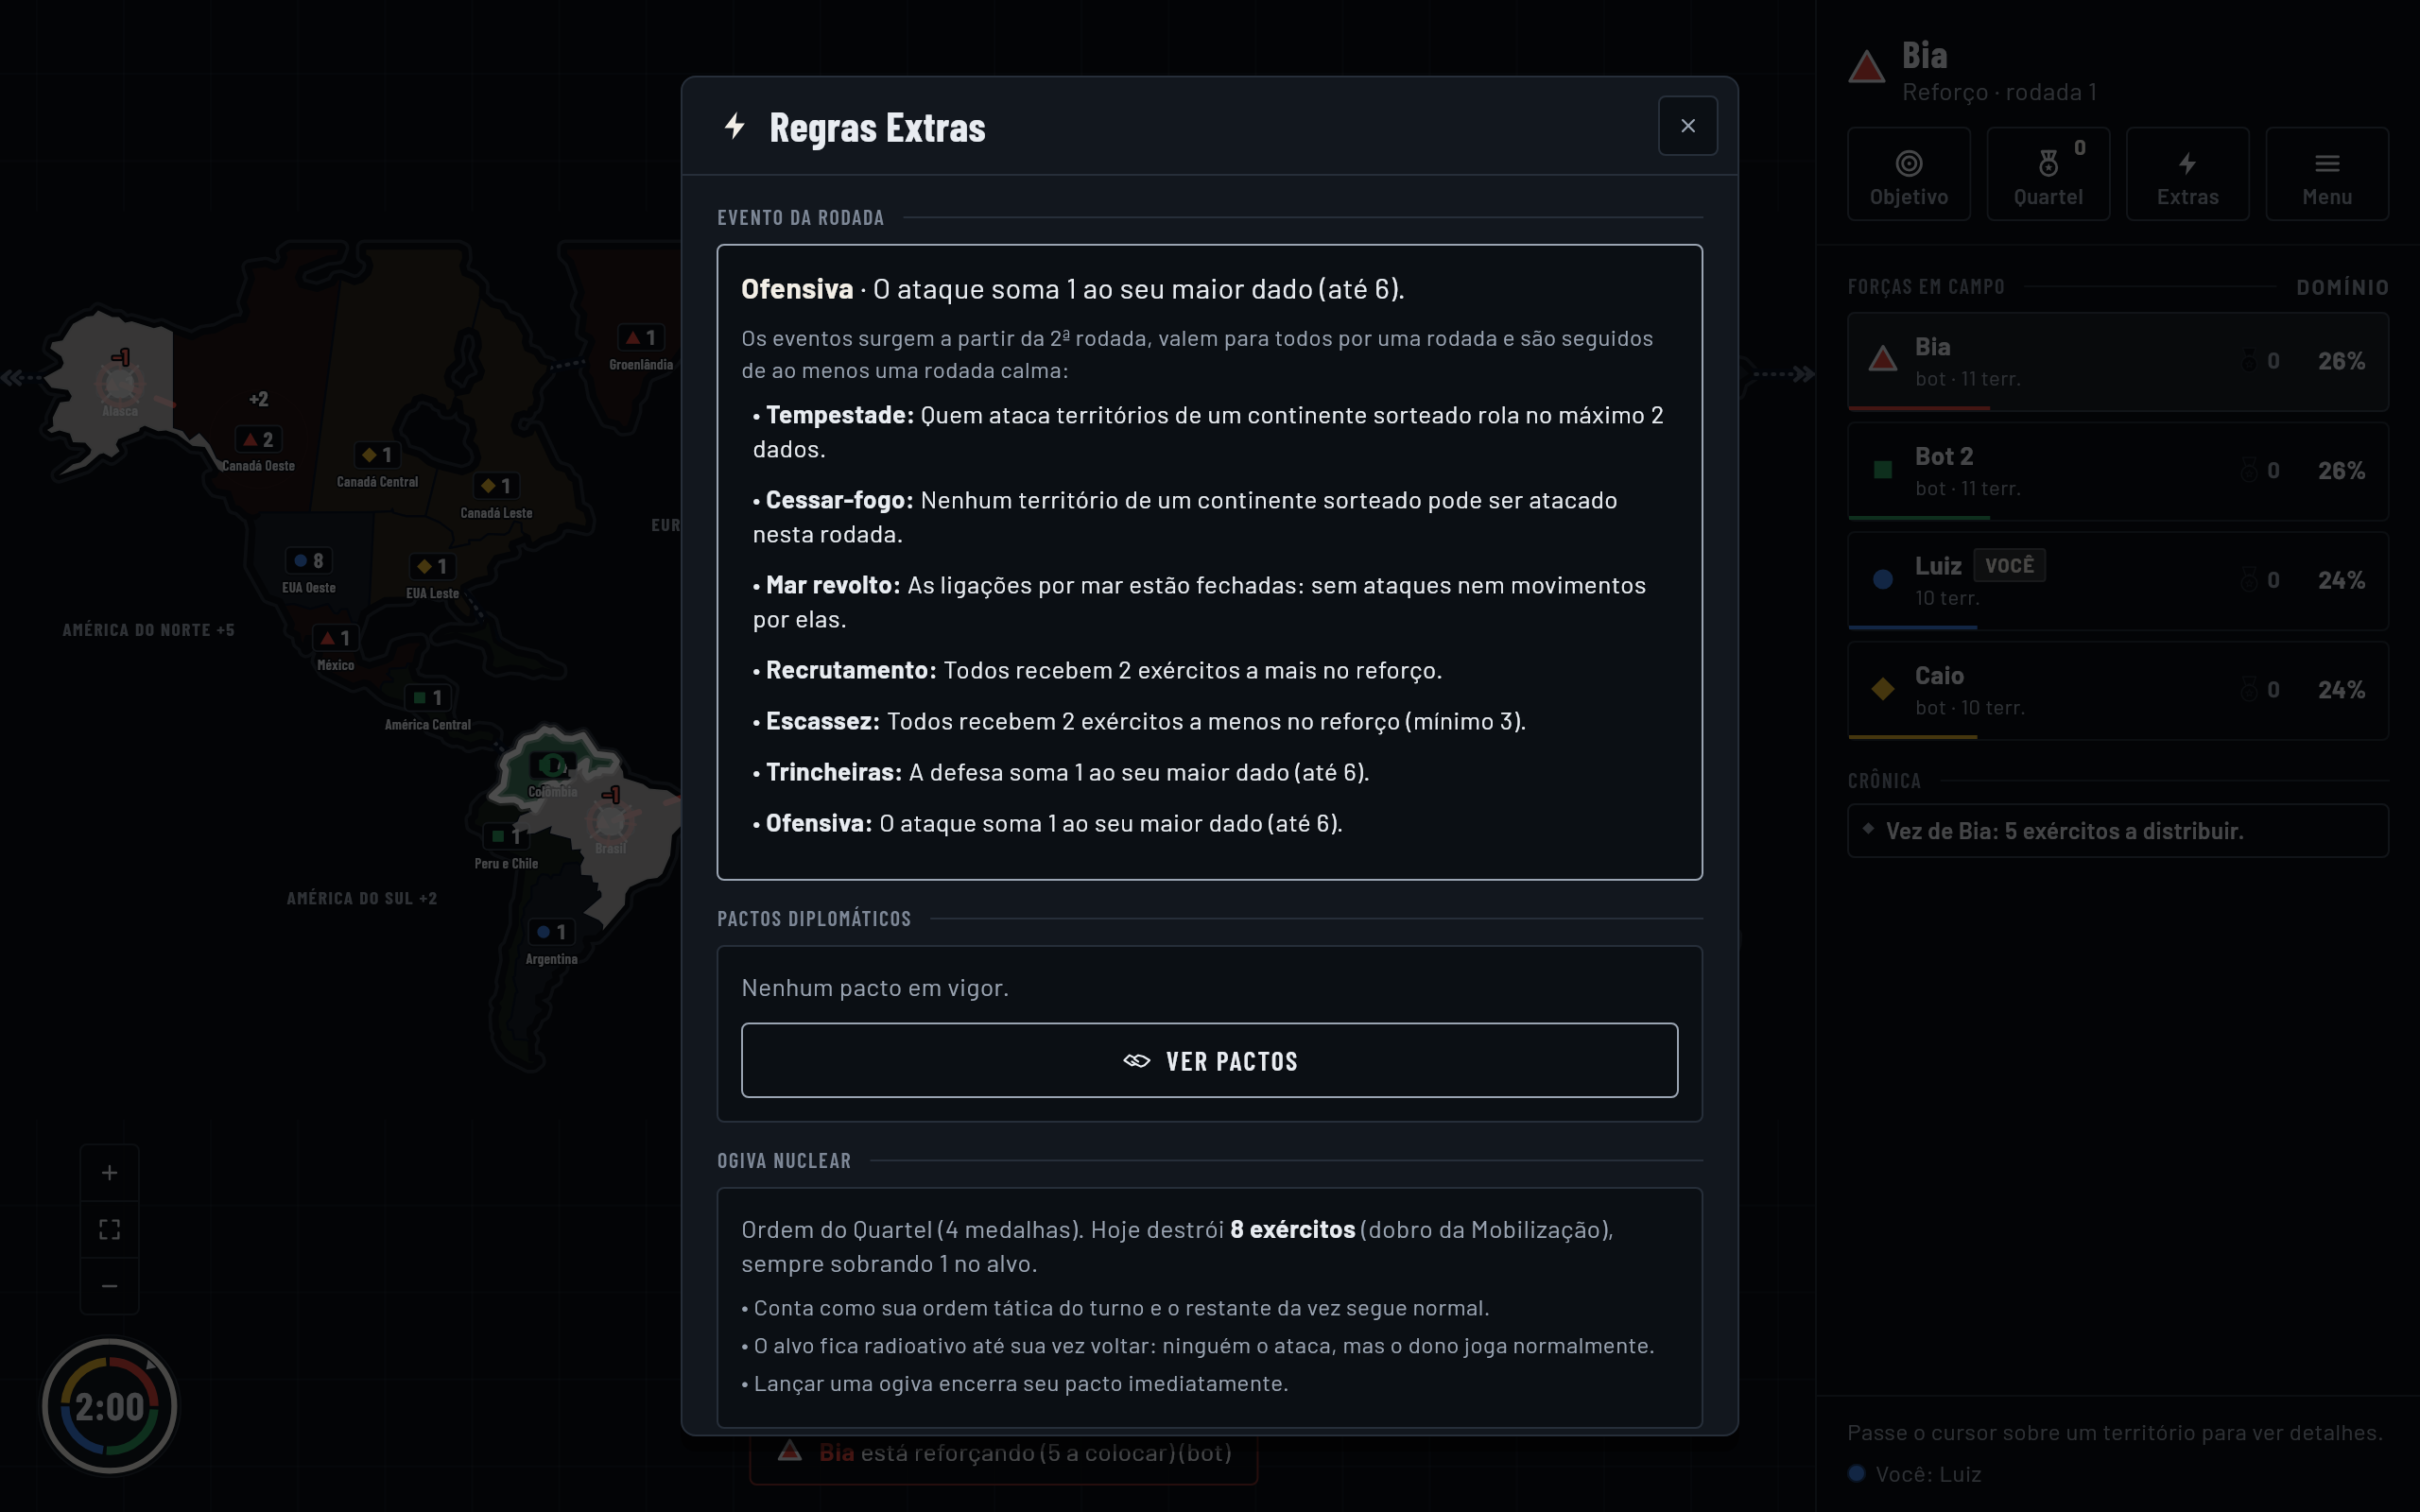 Regras Extras
EVENTO DA RODADA
Ofensiva · O ataque soma 1 ao seu maior dado (até 6).
Os eventos surgem a partir da 2ª rodada, valem para todos por uma rodada e são seguidos
de ao menos uma rodada calma:
• Tempestade: Quem ataca territórios de um continente sorteado rola no máximo 2
dados.
• Cessar-fogo: Nenhum território de um continente sorteado pode ser atacado
nesta rodada.
• Mar revolto: As ligações por mar estão fechadas: sem ataques nem movimentos
por elas.
• Recrutamento: Todos recebem 2 exércitos a mais no reforço.
• Escassez: Todos recebem 2 exércitos a menos no reforço (mínimo 3).
• Trincheiras: A defesa soma 1 ao seu maior dado (até 6).
• Ofensiva: O ataque soma 1 ao seu maior dado (até 6).
PACTOS DIPLOMÁTICOS
Nenhum pacto em vigor.
VER PACTOS
OGIVA NUCLEAR
Ordem do Quartel (4 medalhas). Hoje destrói 8 exércitos (dobro da Mobilização),
sempre sobrando 1 no alvo.
• Conta como sua ordem tática do turno e o restante da vez segue normal.
• O alvo fica radioativo até sua vez voltar: ninguém o ataca, mas o dono joga normalmente.
• Lançar uma ogiva encerra seu pacto imediatamente.
Bia está reforçando (5 a colocar) (bot)
-1
Alasca
+2
2
Canadá Oeste
1
Canadá Central
1
Canadá Leste
1
Groenlândia
8
EUA Oeste
1
EUA Leste
EUR
AMÉRICA DO NORTE +5
1
México
1
América Central
Colômbia
-1
Brasil
1
Peru e Chile
AMÉRICA DO SUL +2
1
Argentina
+
−
2:00
Bia
Reforço · rodada 1
Objetivo
0
Quartel
Extras
Menu
FORÇAS EM CAMPO
DOMÍNIO
Bia
bot · 11 terr.
0
26%
Bot 2
bot · 11 terr.
0
26%
Luiz VOCÊ
10 terr.
0
24%
Caio
bot · 10 terr.
0
24%
CRÔNICA
Vez de Bia: 5 exércitos a distribuir.
Passe o cursor sobre um território para ver detalhes.
Você: Luiz